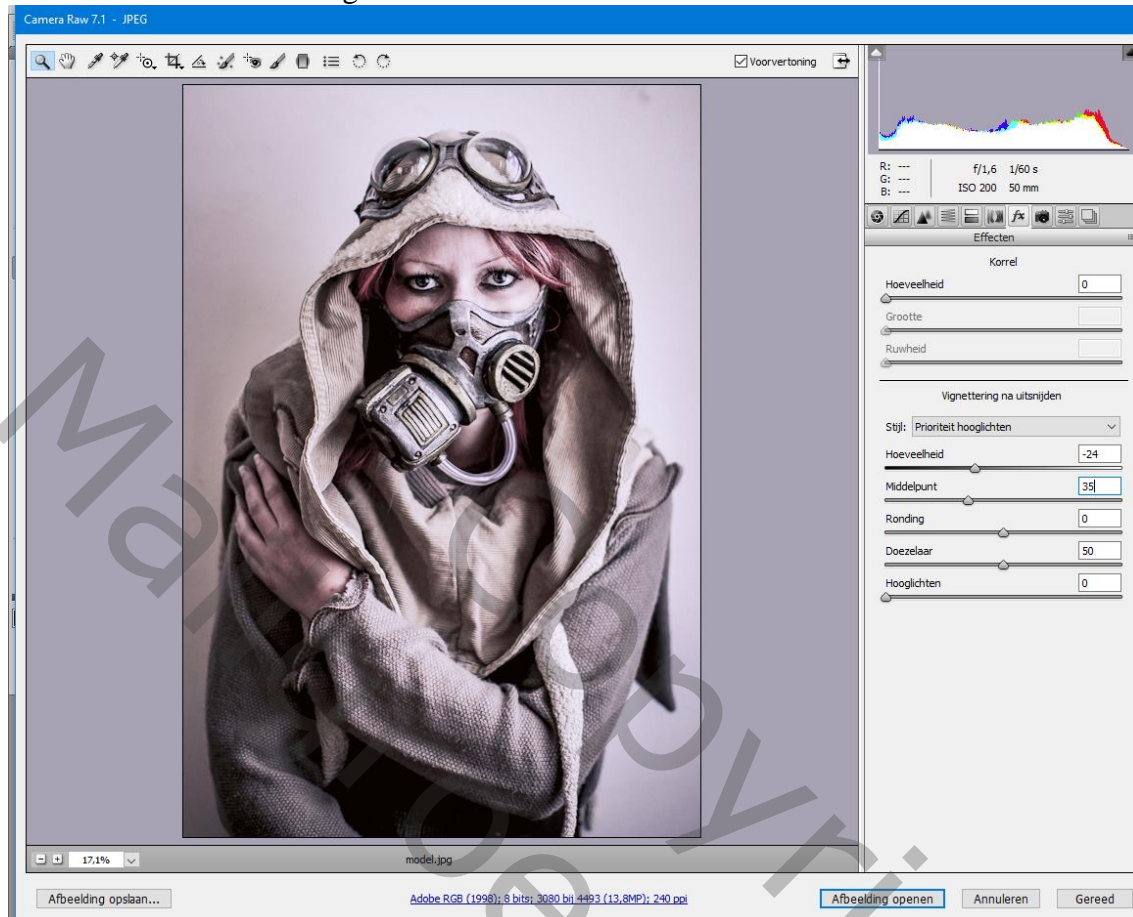 Camera Raw 7.1 - JPEG
Voorvertoning
R: ---
G: ---
B: ---
f/1,6 1/60 s
ISO 200 50 mm
fx
Effecten
Korrel
Hoeveelheid 0
Grootte
Ruwheid
Vignettering na uitsnijden
Stijl: Prioriteit hooglichten
Hoeveelheid -24
Middelpunt 35
Ronding 0
Doezelaar 50
Hooglichten 0
17,1%
model.jpg
Afbeelding opslaan...
Adobe RGB (1998); 8 bits; 3080 bij 4493 (13,8MP); 240 ppi
Afbeelding openen
Annuleren
Gereed